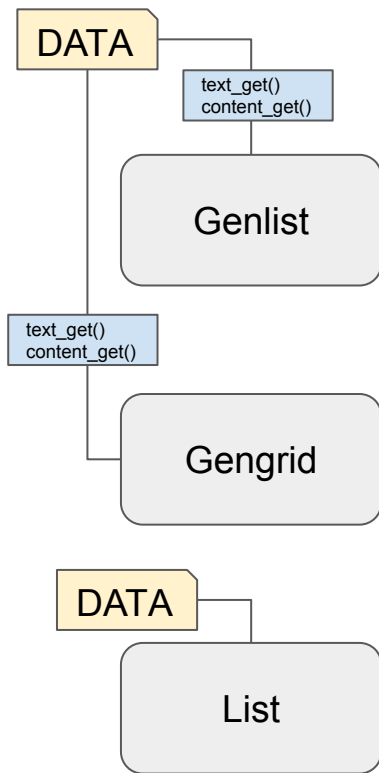 DATA
text_get()
content_get()
Genlist
text_get()
content_get()
Gengrid
DATA
List